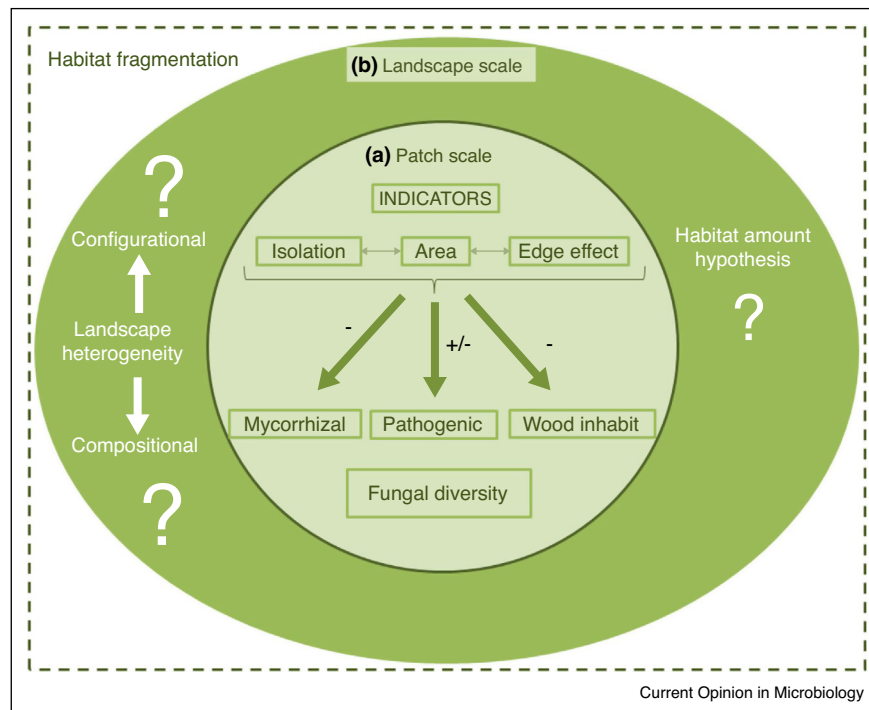 Habitat fragmentation
(b) Landscape scale
(a) Patch scale
INDICATORS
Isolation
Area
Edge effect
-
+/-
-
Mycorrhizal
Pathogenic
Wood inhabit
Fungal diversity
?
Configurational
Landscape
heterogeneity
Compositional
?
Habitat amount
hypothesis
?
Current Opinion in Microbiology